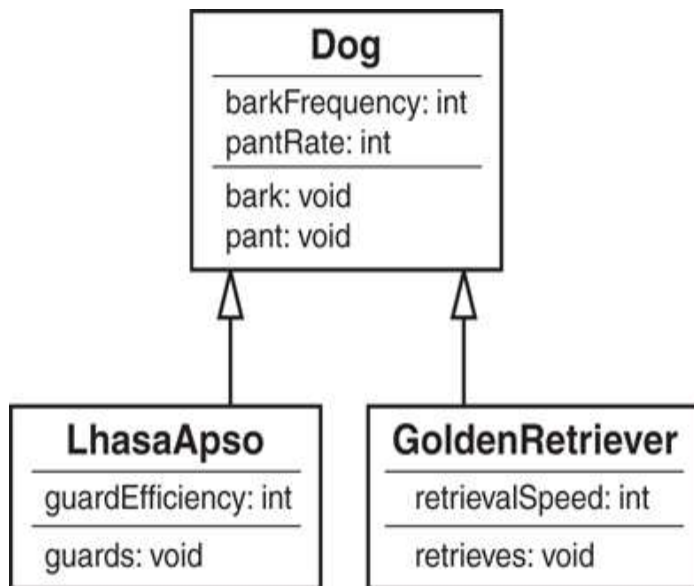 Dog
barkFrequency: int
pantRate: int
bark: void
pant: void
LhasaApso
guardEfficiency: int
guards: void
GoldenRetriever
retrievalSpeed: int
retrieves: void